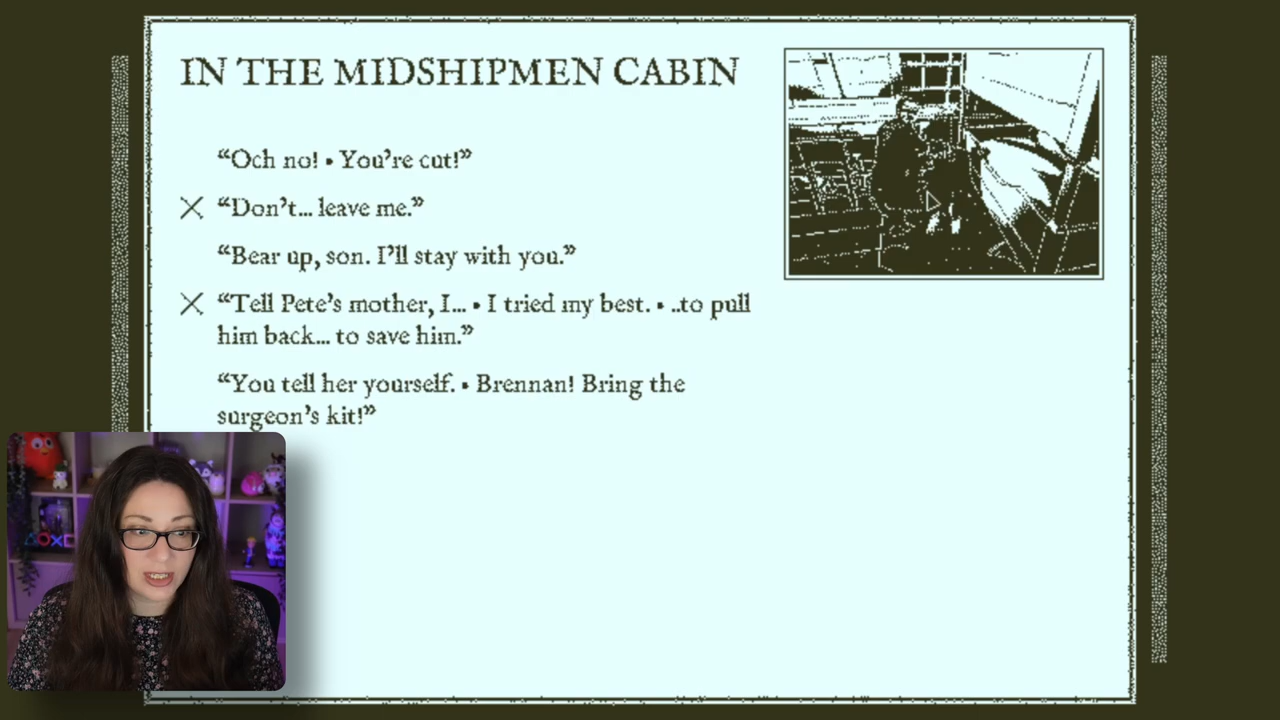 IN THE MIDSHIPMEN CABIN
“Och no! • You’re cut!”
“Don’t... leave me.”
“Bear up, son. I’ll stay with you.”
“Tell Pete’s mother, I... • I tried my best. • ..to pull
him back... to save him.”
“You tell her yourself. • Brennan! Bring the
surgeon’s kit!”